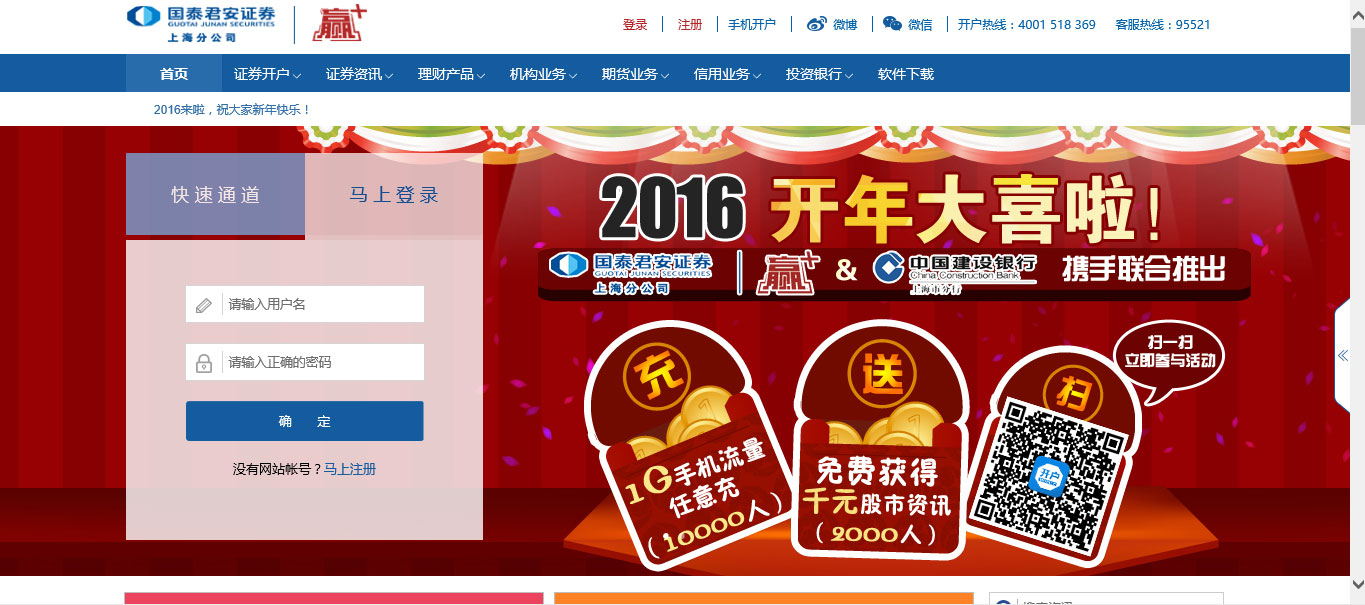 国泰君安证券
GUOTAI JUNAN SECURITIES
上海分公司
赢+
登录 注册 手机开户 微博 微信 开户热线：4001 518 369 客服热线：95521
首页 证券开户 证券资讯 理财产品 机构业务 期货业务 信用业务 投资银行 软件下载
2016来啦，祝大家新年快乐！
快速通道 马上登录
请输入用户名
请输入正确的密码
确 定
没有网站帐号？马上注册
2016 开年大喜啦!
国泰君安证券
GUOTAI JUNAN SECURITIES
上海分公司
赢+
&
中国建设银行
China Construction Bank
上海市分行
携手联合推出
充
1G手机流量
任意充
(10000人)
送
免费获得
千元股市资讯
(2000人)
扫
扫一扫
立即参与活动
开户